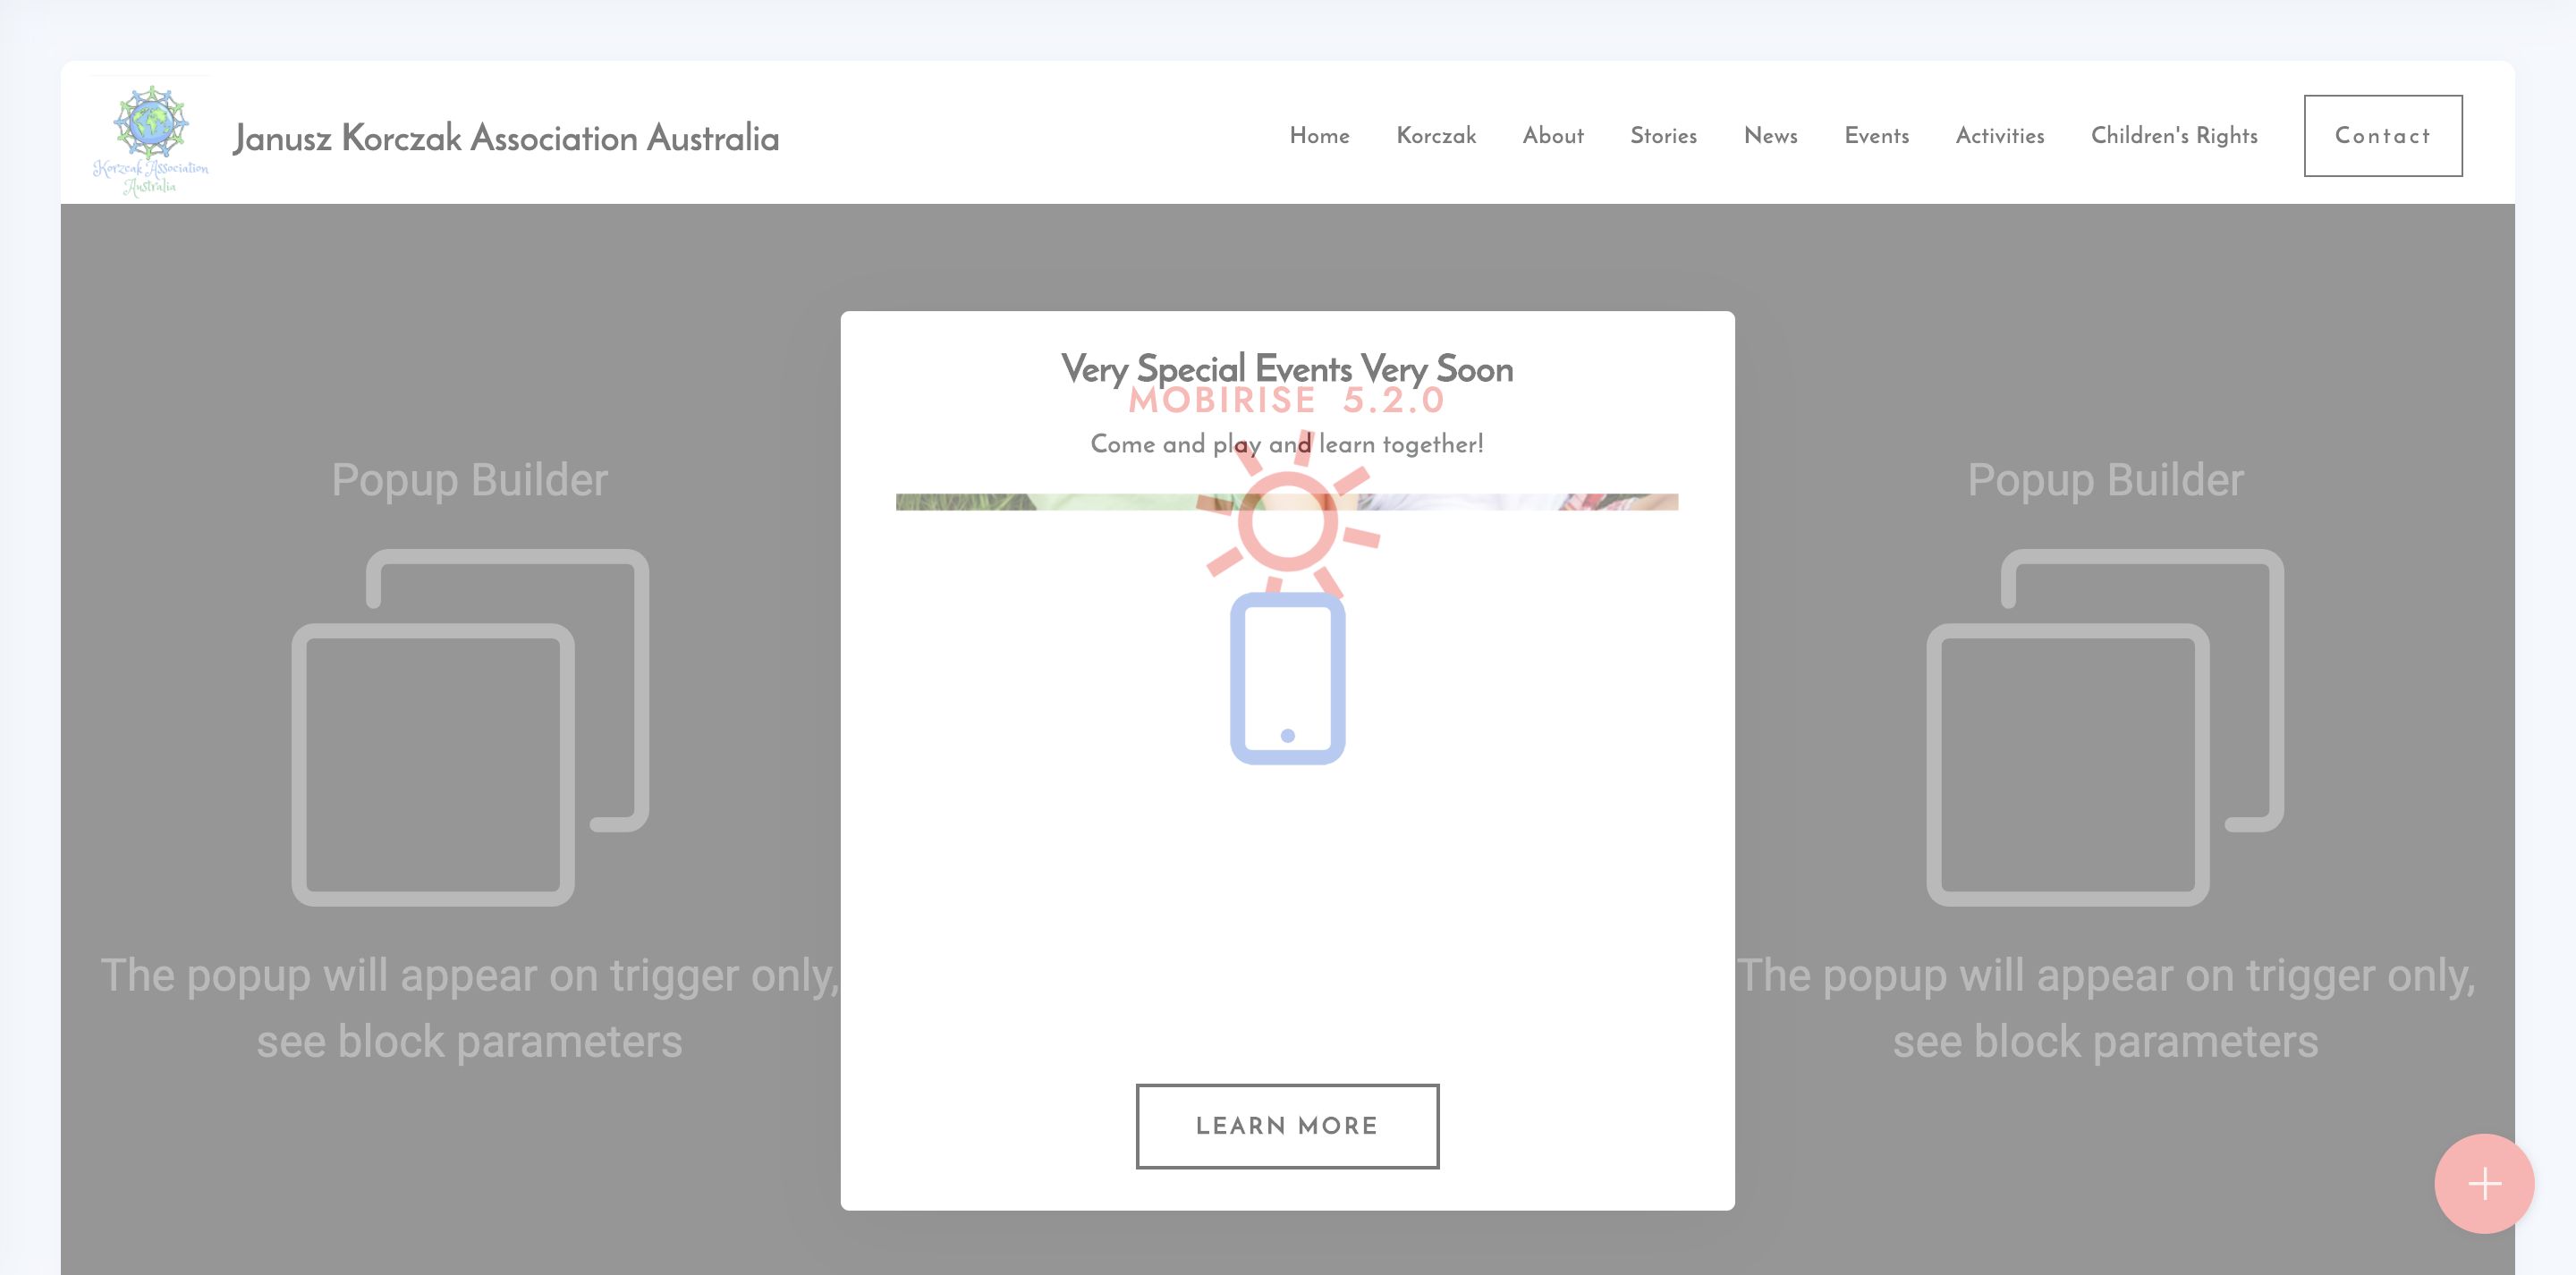 Korczak Association
Australia
Janusz Korczak Association Australia
Home Korczak About Stories News Events Activities Children's Rights Contact
Very Special Events Very Soon
MOBIRISE 5.2.0
Come and play and learn together!
Popup Builder
The popup will appear on trigger only,
see block parameters
Popup Builder
The popup will appear on trigger only,
see block parameters
LEARN MORE